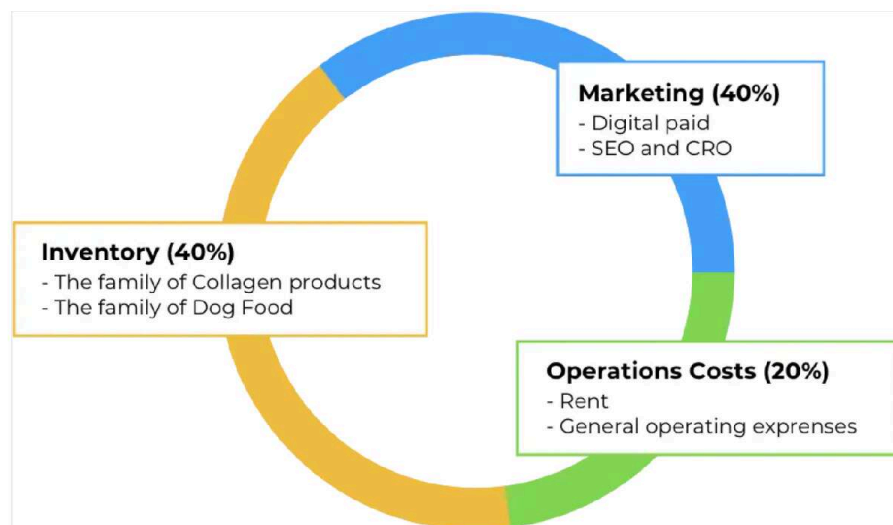 Marketing (40%)
- Digital paid
- SEO and CRO
Inventory (40%)
- The family of Collagen products
- The family of Dog Food
Operations Costs (20%)
- Rent
- General operating exprenses